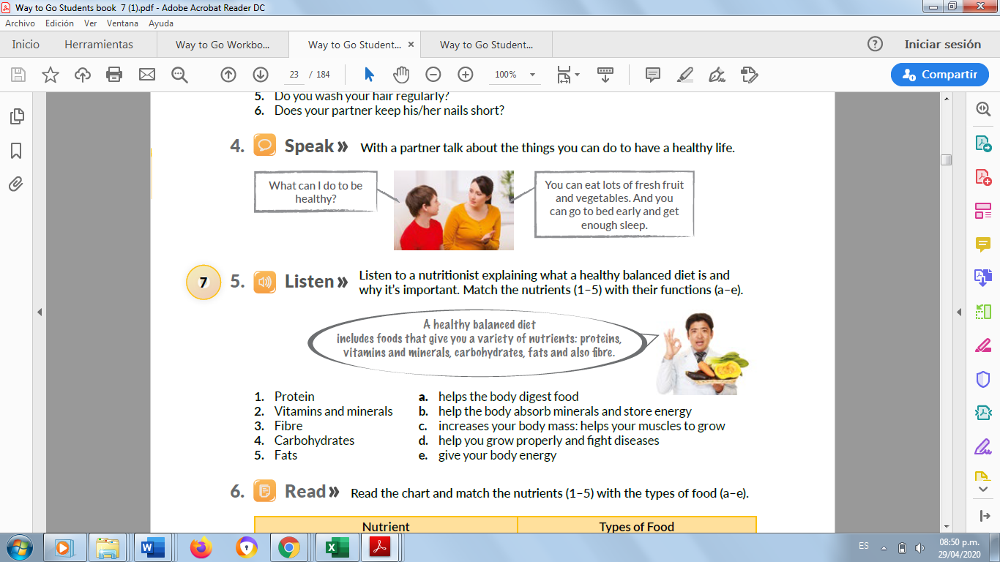 Way to Go Students book  7 (1).pdf - Adobe Acrobat Reader DC
Archivo Edición Ver Ventana Ayuda
Inicio Herramientas Way to Go Workbo... Way to Go Student... × Way to Go Student... ? Iniciar sesión
23 / 184 100% Compartir
5. Do you wash your hair regularly?
6. Does your partner keep his/her nails short?
4. Speak » With a partner talk about the things you can do to have a healthy life.
What can I do to be
healthy?
You can eat lots of fresh fruit
and vegetables. And you
can go to bed early and get
enough sleep.
7 5. Listen » Listen to a nutritionist explaining what a healthy balanced diet is and
why it's important. Match the nutrients (1–5) with their functions (a–e).
A healthy balanced diet
includes foods that give you a variety of nutrients: proteins,
vitamins and minerals, carbohydrates, fats and also fibre.
1. Protein a. helps the body digest food
2. Vitamins and minerals b. help the body absorb minerals and store energy
3. Fibre c. increases your body mass: helps your muscles to grow
4. Carbohydrates d. help you grow properly and fight diseases
5. Fats e. give your body energy
6. Read » Read the chart and match the nutrients (1–5) with the types of food (a–e).
Nutrient Types of Food
ES 08:50 p.m.
29/04/2020